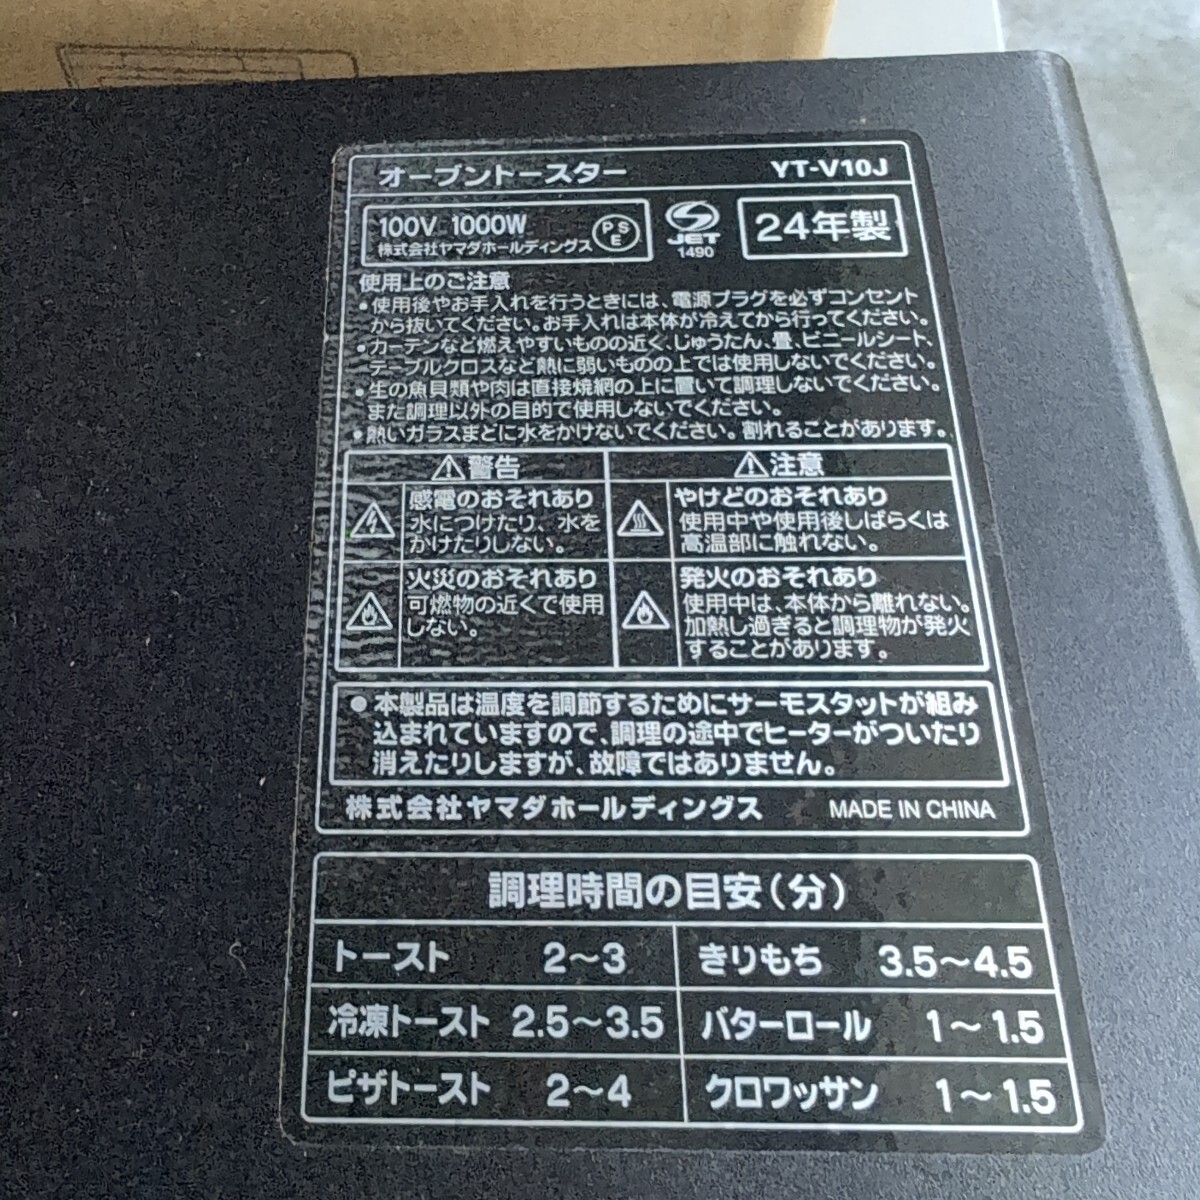 オーブントースター YT-V10J
100V 1000W
株式会社ヤマダホールディングス
PSE
JET
1490
24年製
使用上のご注意
•使用後やお手入れを行うときには、電源プラグを必ずコンセント
から抜いてください。お手入れは本体が冷えてから行ってください。
•カーテンなど燃えやすいものの近く、じゅうたん、畳、ビニールシート、
テーブルクロスなど熱に弱いものの上では使用しないでください。
•生の魚貝類や肉は直接焼網の上に置いて調理しないでください。
また調理以外の目的で使用しないでください。
•熱いガラスまどに水をかけないでください。割れることがあります。
⚠警告
感電のおそれあり
水につけたり、水を
かけたりしない。
火災のおそれあり
可燃物の近くで使用
しない。
⚠注意
やけどのおそれあり
使用中や使用後しばらくは
高温部に触れない。
発火のおそれあり
使用中は、本体から離れない。
加熱し過ぎると調理物が発火
することがあります。
●本製品は温度を調節するためにサーモスタットが組み
込まれていますので、調理の途中でヒーターがついたり
消えたりしますが、故障ではありません。
株式会社ヤマダホールディングス MADE IN CHINA
調理時間の目安(分)
トースト 2〜3 きりもち 3.5〜4.5
冷凍トースト 2.5〜3.5 バターロール 1〜1.5
ピザトースト 2〜4 クロワッサン 1〜1.5